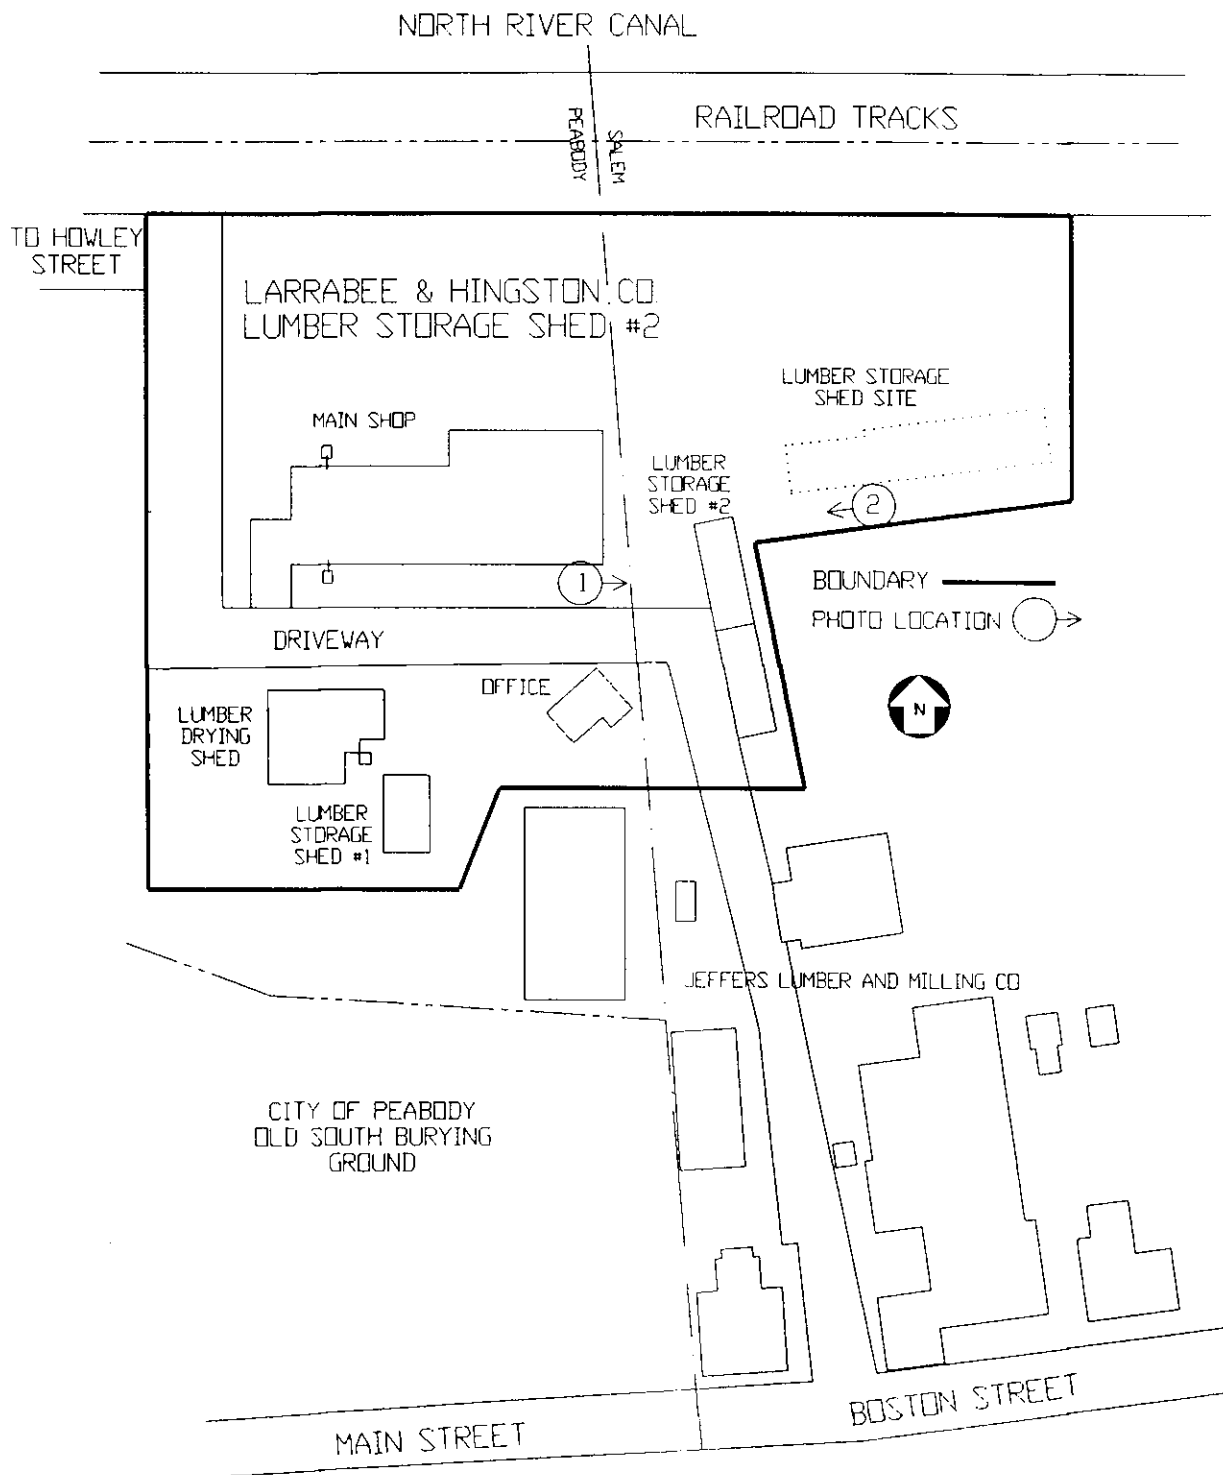 NORTH RIVER CANAL
RAILROAD TRACKS
PEABODY
SALEM
TO HOWLEY
STREET
LARRABEE & HINGSTON CO.
LUMBER STORAGE SHED #2
LUMBER STORAGE
SHED SITE
MAIN SHOP
LUMBER
STORAGE
SHED #2
2
1
BOUNDARY
PHOTO LOCATION
DRIVEWAY
OFFICE
N
LUMBER
DRYING
SHED
LUMBER
STORAGE
SHED #1
JEFFERS LUMBER AND MILLING CO
CITY OF PEABODY
OLD SOUTH BURYING
GROUND
BOSTON STREET
MAIN STREET